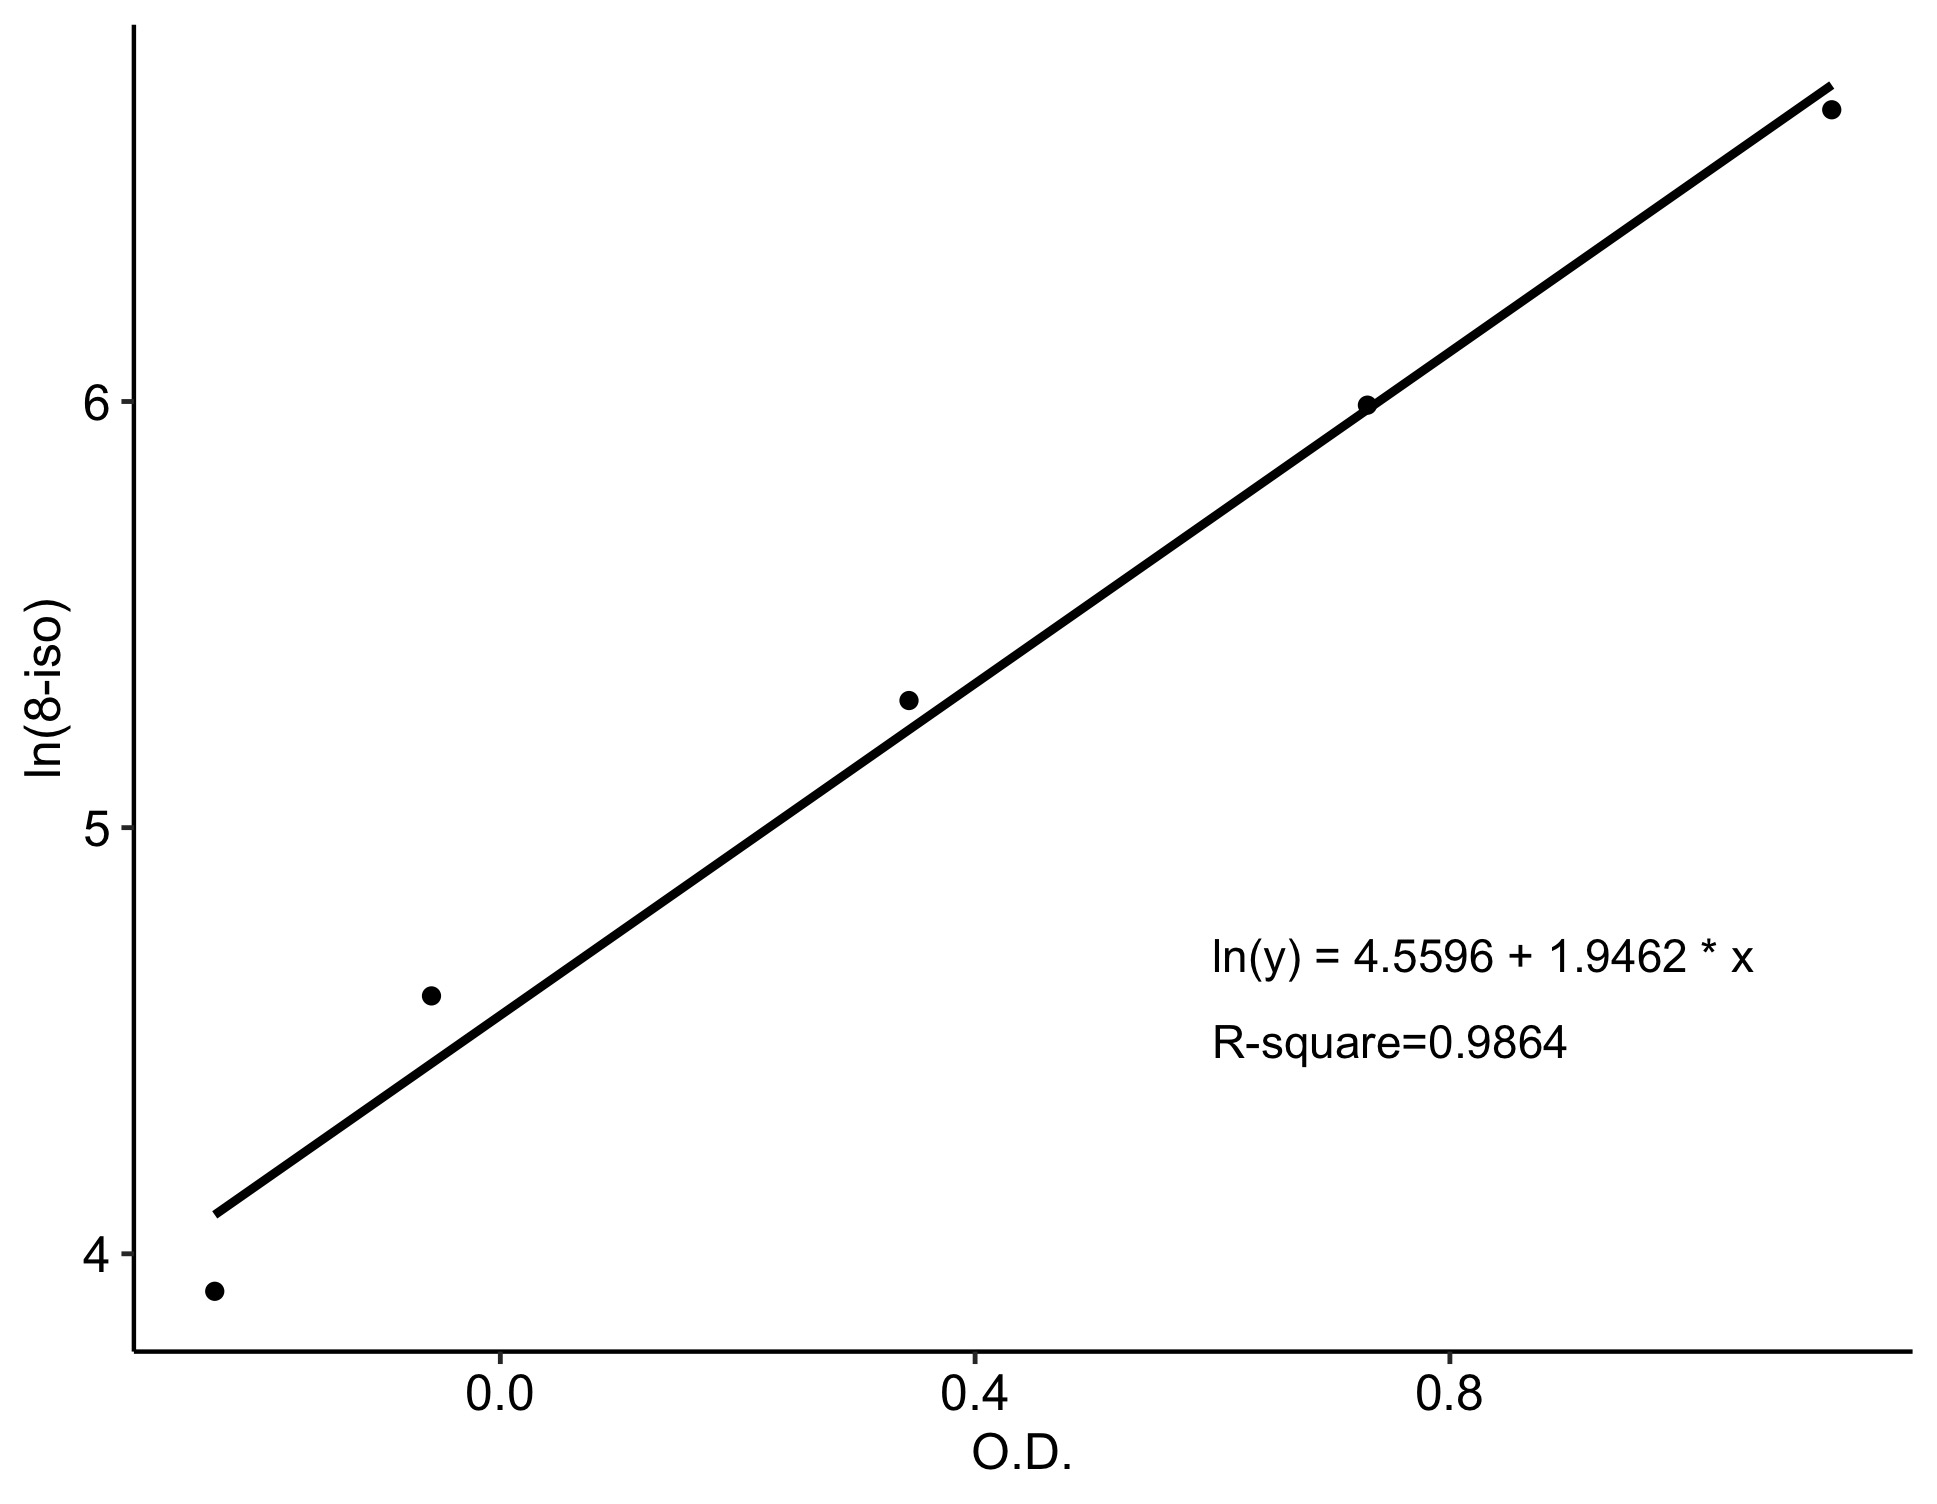 6
5
4
ln(8-iso)
ln(y) = 4.5596 + 1.9462 * x
R-square=0.9864
0.0 0.4 0.8
O.D.